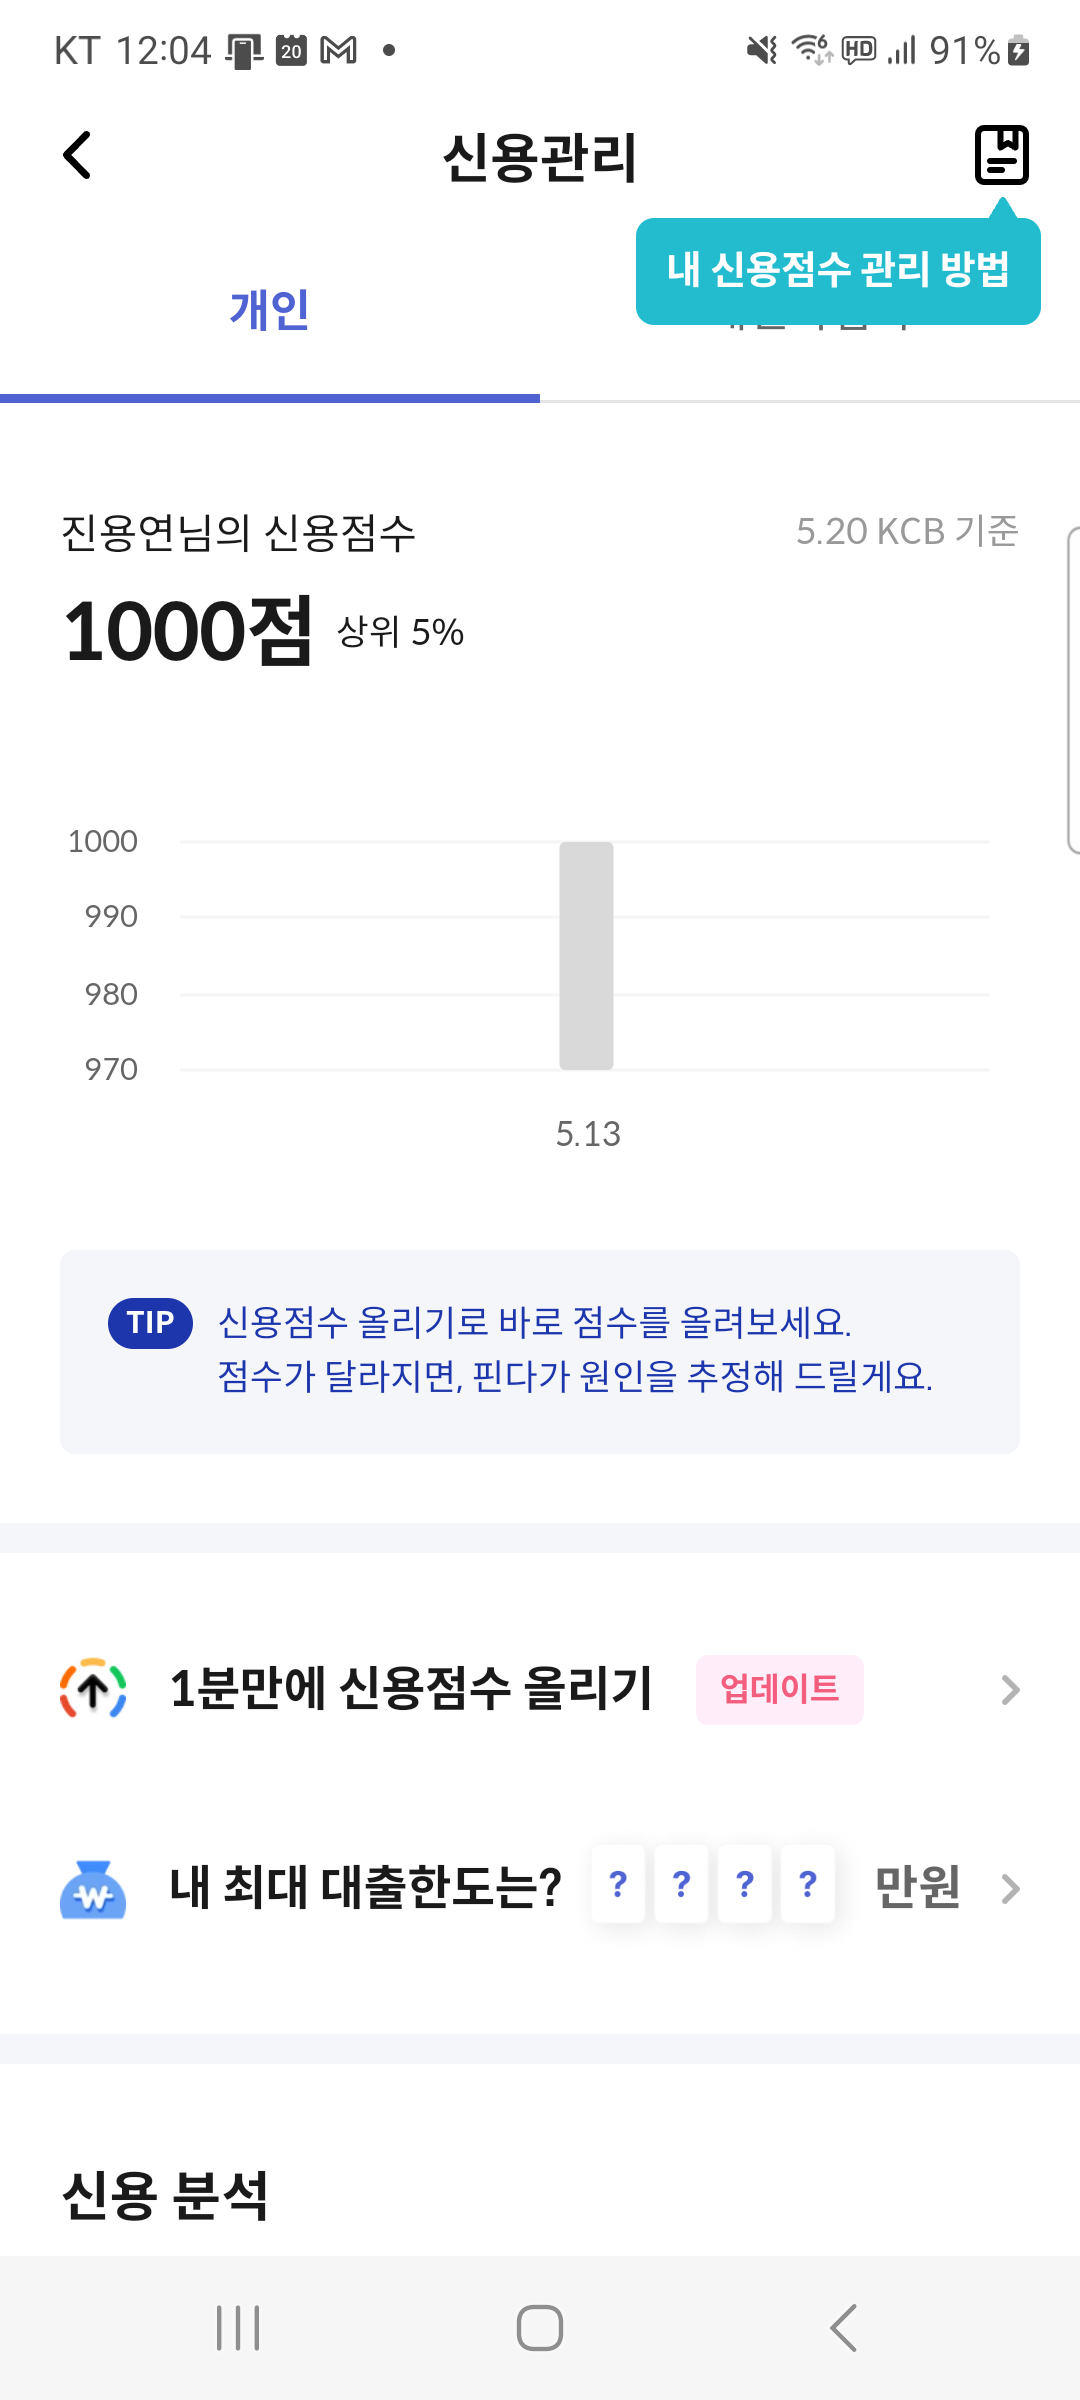 KT 12:04 20 HD 91%
신용관리
내 신용점수 관리 방법
개인
진용연님의 신용점수
5.20 KCB 기준
1000점 상위 5%
1000
990
980
970
5.13
TIP 신용점수 올리기로 바로 점수를 올려보세요.
점수가 달라지면, 핀다가 원인을 추정해 드릴게요.
1분만에 신용점수 올리기 업데이트
내 최대 대출한도는? ? ? ? ? 만원
신용 분석